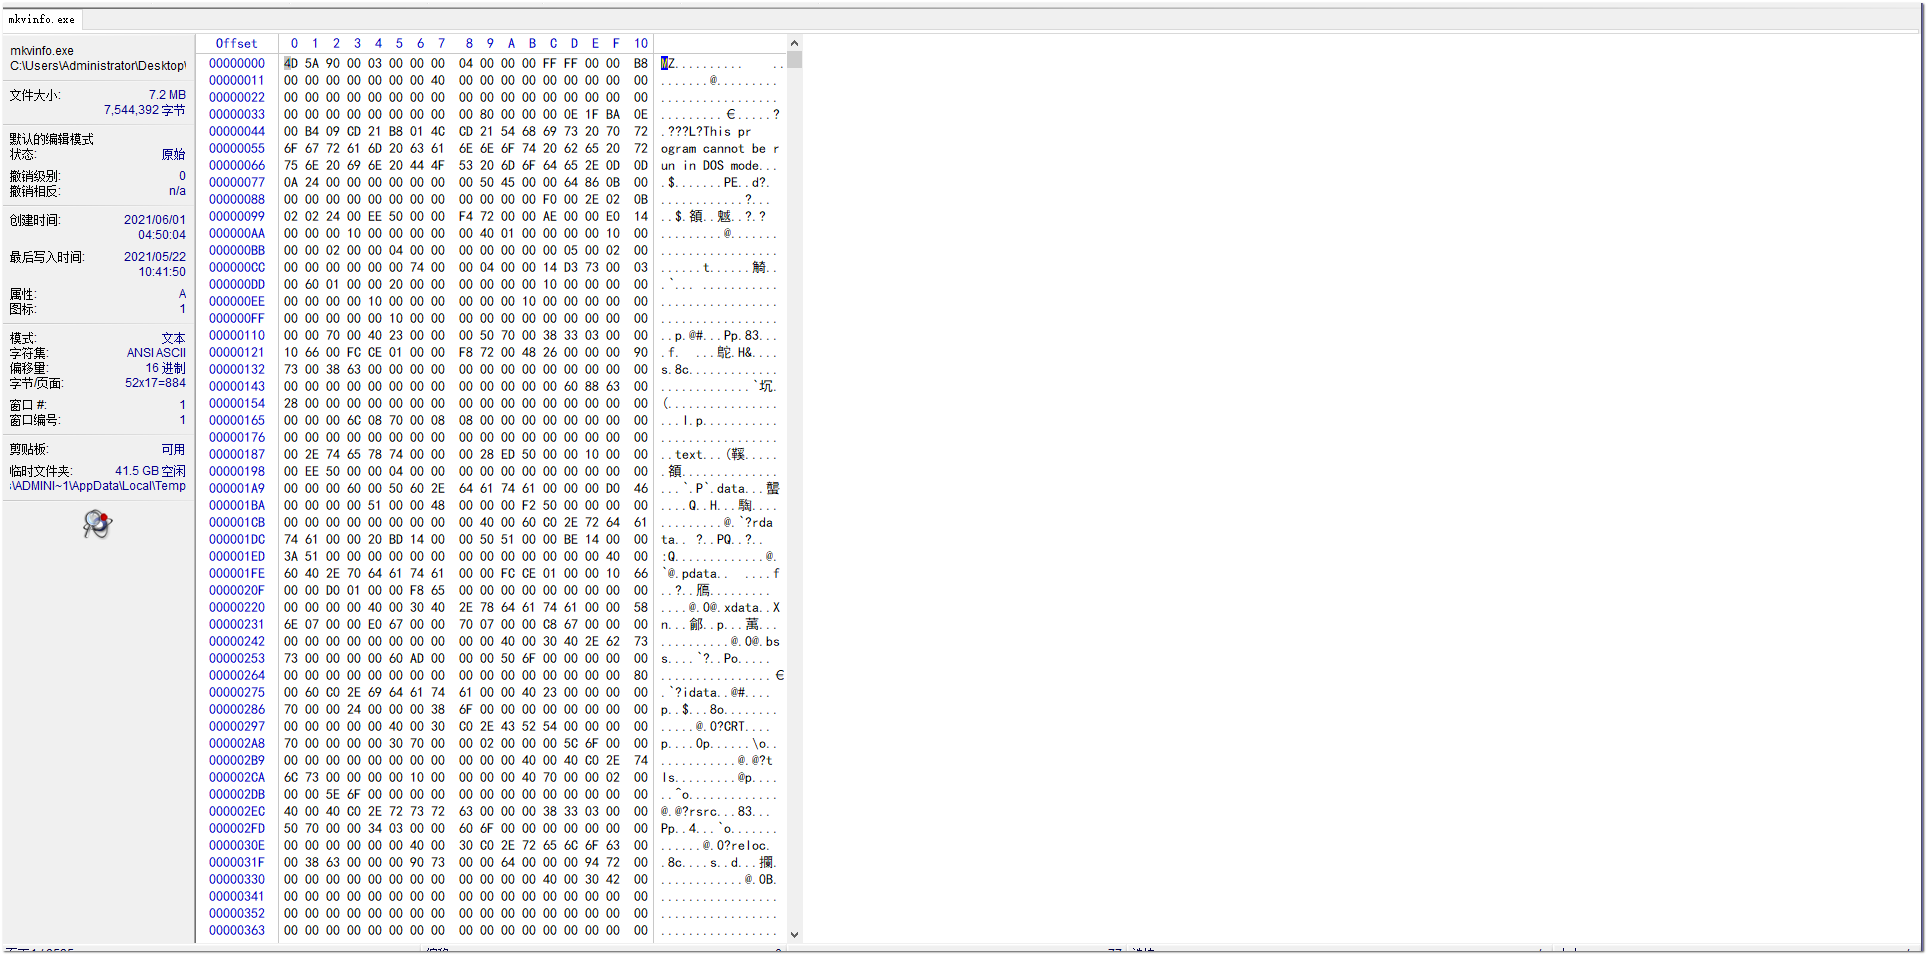 mkvinfo.exe
mkvinfo.exe
C:\Users\Administrator\Desktop\
文件大小: 7.2 MB
7,544,392 字节
默认的编辑模式
状态: 原始
撤销级别: 0
撤销相反: n/a
创建时间: 2021/06/01
04:50:04
最后写入时间: 2021/05/22
10:41:50
属性: A
图标: 1
模式: 文本
字符集: ANSI ASCII
偏移量: 16 进制
字节/页面: 52x17=884
窗口 #: 1
窗口编号: 1
剪贴板: 可用
临时文件夹: 41.5 GB 空闲
:\ADMINI~1\AppData\Local\Temp
Offset 0 1 2 3 4 5 6 7 8 9 A B C D E F 10
00000000 4D 5A 90 00 03 00 00 00 04 00 00 00 FF FF 00 00 B8 MZ.......... ..
00000011 00 00 00 00 00 00 00 40 00 00 00 00 00 00 00 00 00 .......@.........
00000022 00 00 00 00 00 00 00 00 00 00 00 00 00 00 00 00 00 .................
00000033 00 00 00 00 00 00 00 00 00 80 00 00 00 0E 1F BA 0E .........€.....?
00000044 00 B4 09 CD 21 B8 01 4C CD 21 54 68 69 73 20 70 72 .???L?This pr
00000055 6F 67 72 61 6D 20 63 61 6E 6E 6F 74 20 62 65 20 72 ogram cannot be r
00000066 75 6E 20 69 6E 20 44 4F 53 20 6D 6F 64 65 2E 0D 0D un in DOS mode...
00000077 0A 24 00 00 00 00 00 00 00 50 45 00 00 64 86 0B 00 .$.......PE..d?.
00000088 00 00 00 00 00 00 00 00 00 00 00 00 F0 00 2E 02 0B ............?...
00000099 02 02 24 00 EE 50 00 00 F4 72 00 00 AE 00 00 E0 14 ..$.頟..魆..?.?
000000AA 00 00 00 10 00 00 00 00 00 40 01 00 00 00 00 10 00 .........@.......
000000BB 00 00 02 00 00 04 00 00 00 00 00 00 00 05 00 02 00 .................
000000CC 00 00 00 00 00 00 74 00 00 04 00 00 14 D3 73 00 03 ......t......觭..
000000DD 00 60 01 00 00 20 00 00 00 00 00 00 10 00 00 00 00 .`... ...........
000000EE 00 00 00 00 10 00 00 00 00 00 00 10 00 00 00 00 00 .................
000000FF 00 00 00 00 00 10 00 00 00 00 00 00 00 00 00 00 00 .................
00000110 00 00 70 00 40 23 00 00 00 50 70 00 38 33 03 00 00 ..p.@#...Pp.83...
00000121 10 66 00 FC CE 01 00 00 F8 72 00 48 26 00 00 00 90 .f. ...鴕.H&....
00000132 73 00 38 63 00 00 00 00 00 00 00 00 00 00 00 00 00 s.8c.............
00000143 00 00 00 00 00 00 00 00 00 00 00 00 00 60 88 63 00 .............`坈.
00000154 28 00 00 00 00 00 00 00 00 00 00 00 00 00 00 00 00 (................
00000165 00 00 00 6C 08 70 00 08 08 00 00 00 00 00 00 00 00 ...l.p...........
00000176 00 00 00 00 00 00 00 00 00 00 00 00 00 00 00 00 00 .................
00000187 00 2E 74 65 78 74 00 00 00 28 ED 50 00 00 10 00 00 ..text...(鞬.....
00000198 00 EE 50 00 00 04 00 00 00 00 00 00 00 00 00 00 00 .頟..............
000001A9 00 00 00 60 00 50 60 2E 64 61 74 61 00 00 00 D0 46 ...`.P`.data...蠪
000001BA 00 00 00 00 51 00 00 48 00 00 00 F2 50 00 00 00 00 ....Q..H...騊....
000001CB 00 00 00 00 00 00 00 00 00 40 00 60 C0 2E 72 64 61 .........@.`?rda
000001DC 74 61 00 00 20 BD 14 00 00 50 51 00 00 BE 14 00 00 ta.. ?..PQ..?..
000001ED 3A 51 00 00 00 00 00 00 00 00 00 00 00 00 00 40 00 :Q.............@.
000001FE 60 40 2E 70 64 61 74 61 00 00 FC CE 01 00 00 10 66 `@.pdata.. ....f
0000020F 00 00 D0 01 00 00 F8 65 00 00 00 00 00 00 00 00 00 ..?..鴈.........
00000220 00 00 00 00 40 00 30 40 2E 78 64 61 74 61 00 00 58 ....@.0@.xdata..X
00000231 6E 07 00 00 E0 67 00 00 70 07 00 00 C8 67 00 00 00 n...鄃..p...萭...
00000242 00 00 00 00 00 00 00 00 00 00 40 00 30 40 2E 62 73 ..........@.0@.bs
00000253 73 00 00 00 00 60 AD 00 00 00 50 6F 00 00 00 00 00 s....`?..Po.....
00000264 00 00 00 00 00 00 00 00 00 00 00 00 00 00 00 00 80 ................€
00000275 00 60 C0 2E 69 64 61 74 61 00 00 40 23 00 00 00 00 .`?idata..@#....
00000286 70 00 00 24 00 00 00 38 6F 00 00 00 00 00 00 00 00 p..$...8o........
00000297 00 00 00 00 00 40 00 30 C0 2E 43 52 54 00 00 00 00 .....@.0?CRT....
000002A8 70 00 00 00 00 30 70 00 00 02 00 00 00 5C 6F 00 00 p....0p......\o..
000002B9 00 00 00 00 00 00 00 00 00 00 00 40 00 40 C0 2E 74 ...........@.@?t
000002CA 6C 73 00 00 00 00 10 00 00 00 00 40 70 00 00 02 00 ls.........@p....
000002DB 00 00 5E 6F 00 00 00 00 00 00 00 00 00 00 00 00 00 ..^o.............
000002EC 40 00 40 C0 2E 72 73 72 63 00 00 00 38 33 03 00 00 @.@?rsrc...83...
000002FD 50 70 00 00 34 03 00 00 60 6F 00 00 00 00 00 00 00 Pp..4...`o.......
0000030E 00 00 00 00 00 00 40 00 30 C0 2E 72 65 6C 6F 63 00 ......@.0?reloc.
0000031F 00 38 63 00 00 00 90 73 00 00 64 00 00 00 94 72 00 .8c....s..d...攔.
00000330 00 00 00 00 00 00 00 00 00 00 00 00 40 00 30 42 00 ............@.0B.
00000341 00 00 00 00 00 00 00 00 00 00 00 00 00 00 00 00 00 .................
00000352 00 00 00 00 00 00 00 00 00 00 00 00 00 00 00 00 00 .................
00000363 00 00 00 00 00 00 00 00 00 00 00 00 00 00 00 00 00 .................